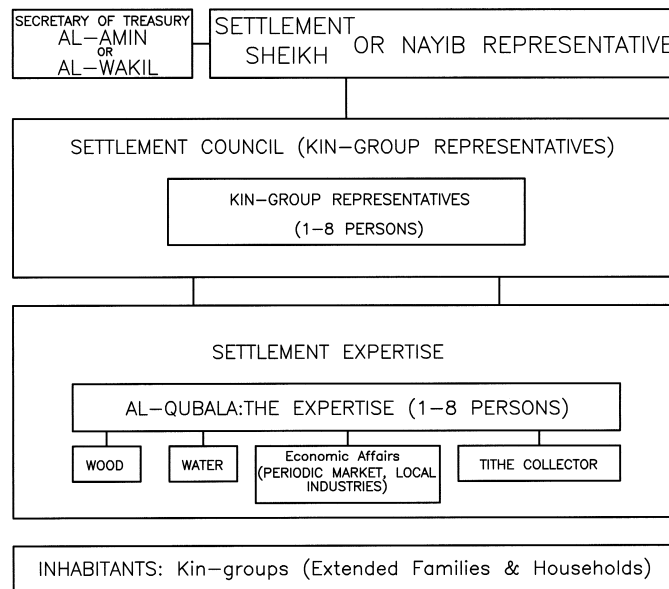 SECRETARY OF TREASURY
AL-AMIN
OR
AL-WAKIL
SETTLEMENT
SHEIKH
OR NAYIB REPRESENTATIVE
SETTLEMENT COUNCIL (KIN-GROUP REPRESENTATIVES)
KIN-GROUP REPRESENTATIVES
(1-8 PERSONS)
SETTLEMENT EXPERTISE
AL-QUBALA:THE EXPERTISE (1-8 PERSONS)
WOOD
WATER
Economic Affairs
(PERIODIC MARKET, LOCAL
INDUSTRIES)
TITHE COLLECTOR
INHABITANTS: Kin-groups (Extended Families & Households)